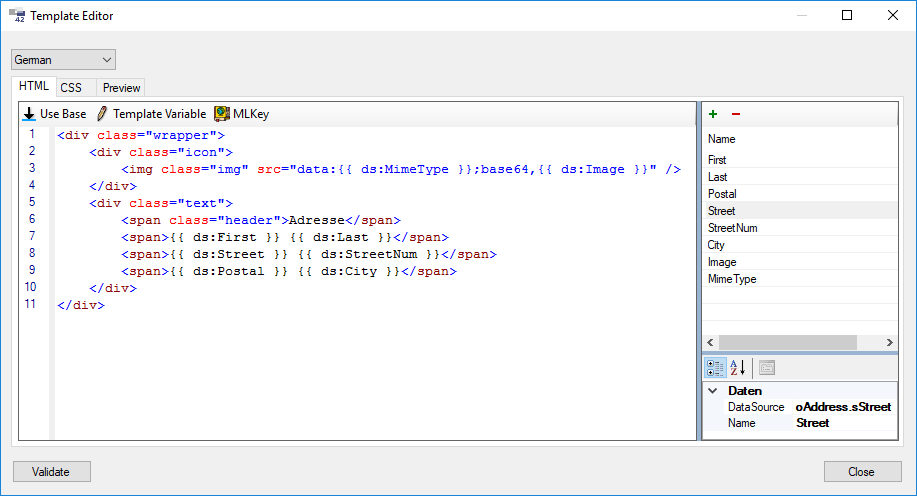 Template Editor
German
HTML CSS Preview
Use Base Template Variable MLKey
1 <div class="wrapper">
2 <div class="icon">
3 <img class="img" src="data:{{ ds:MimeType }};base64,{{ ds:Image }}" />
4 </div>
5 <div class="text">
6 <span class="header">Adresse</span>
7 <span>{{ ds:First }} {{ ds:Last }}</span>
8 <span>{{ ds:Street }} {{ ds:StreetNum }}</span>
9 <span>{{ ds:Postal }} {{ ds:City }}</span>
10 </div>
11 </div>
Name
First
Last
Postal
Street
StreetNum
City
Image
MimeType
Daten
DataSource oAddress.sStreet
Name Street
Validate
Close